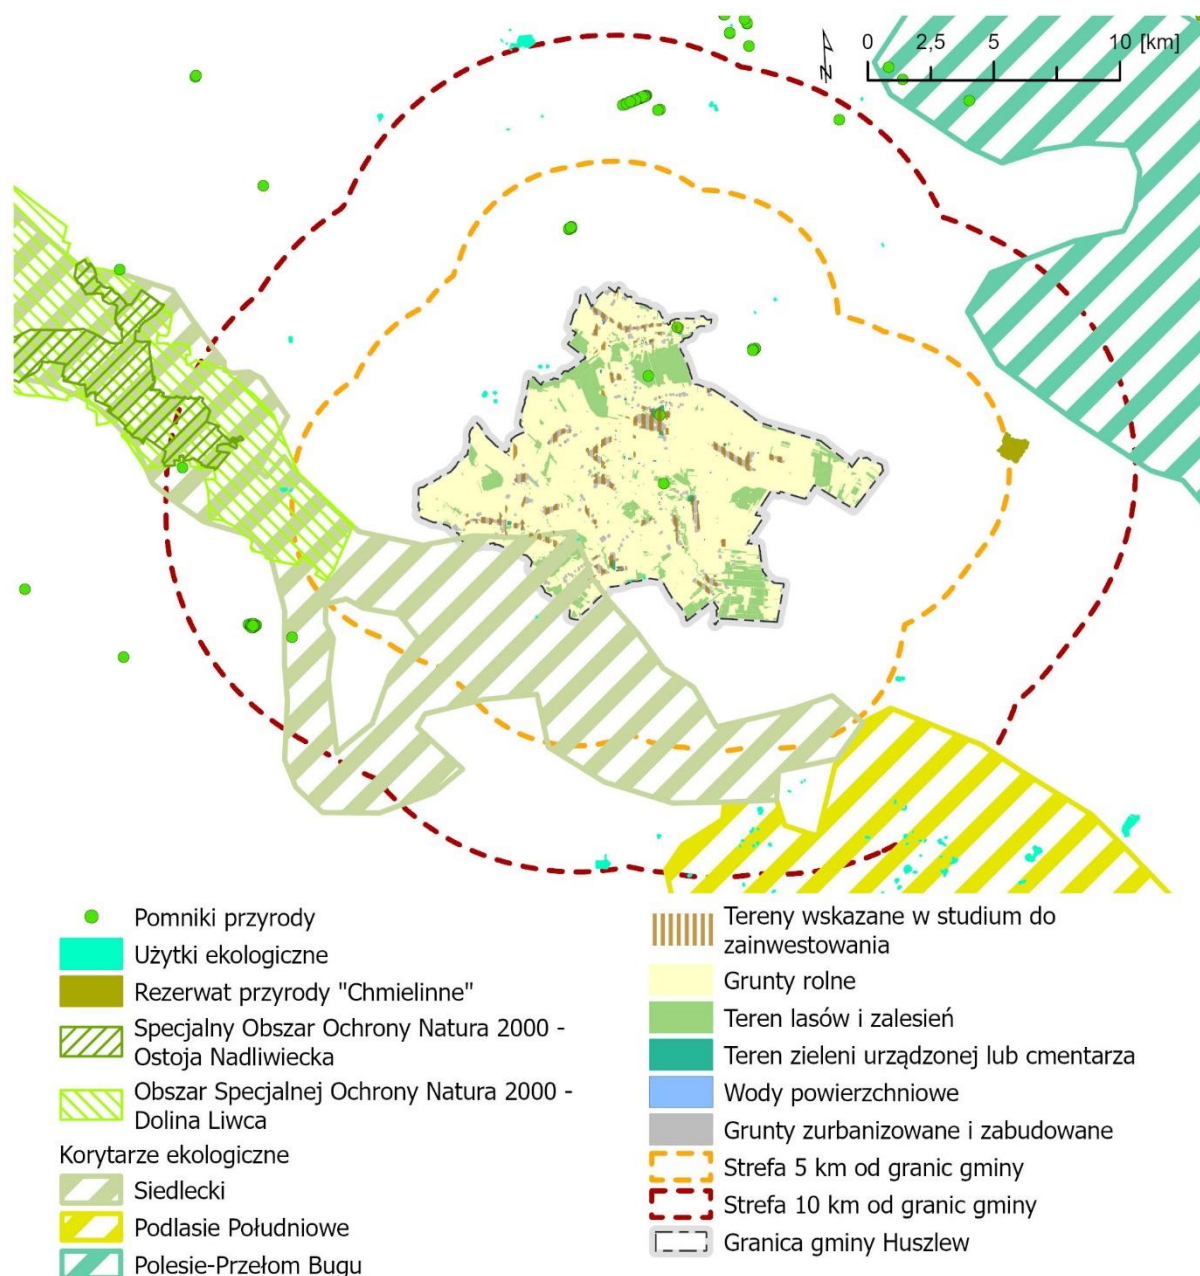 N
0 2,5 5 10 [km]
Pomniki przyrody
Użytki ekologiczne
Rezerwat przyrody "Chmielinne"
Specjalny Obszar Ochrony Natura 2000 -
Ostoja Nadliwiecka
Obszar Specjalnej Ochrony Natura 2000 -
Dolina Liwca
Korytarze ekologiczne
Siedlecki
Podlasie Południowe
Polesie-Przełom Bugu
Tereny wskazane w studium do
zainwestowania
Grunty rolne
Teren lasów i zalesień
Teren zieleni urządzonej lub cmentarza
Wody powierzchniowe
Grunty zurbanizowane i zabudowane
Strefa 5 km od granic gminy
Strefa 10 km od granic gminy
Granica gminy Huszlew